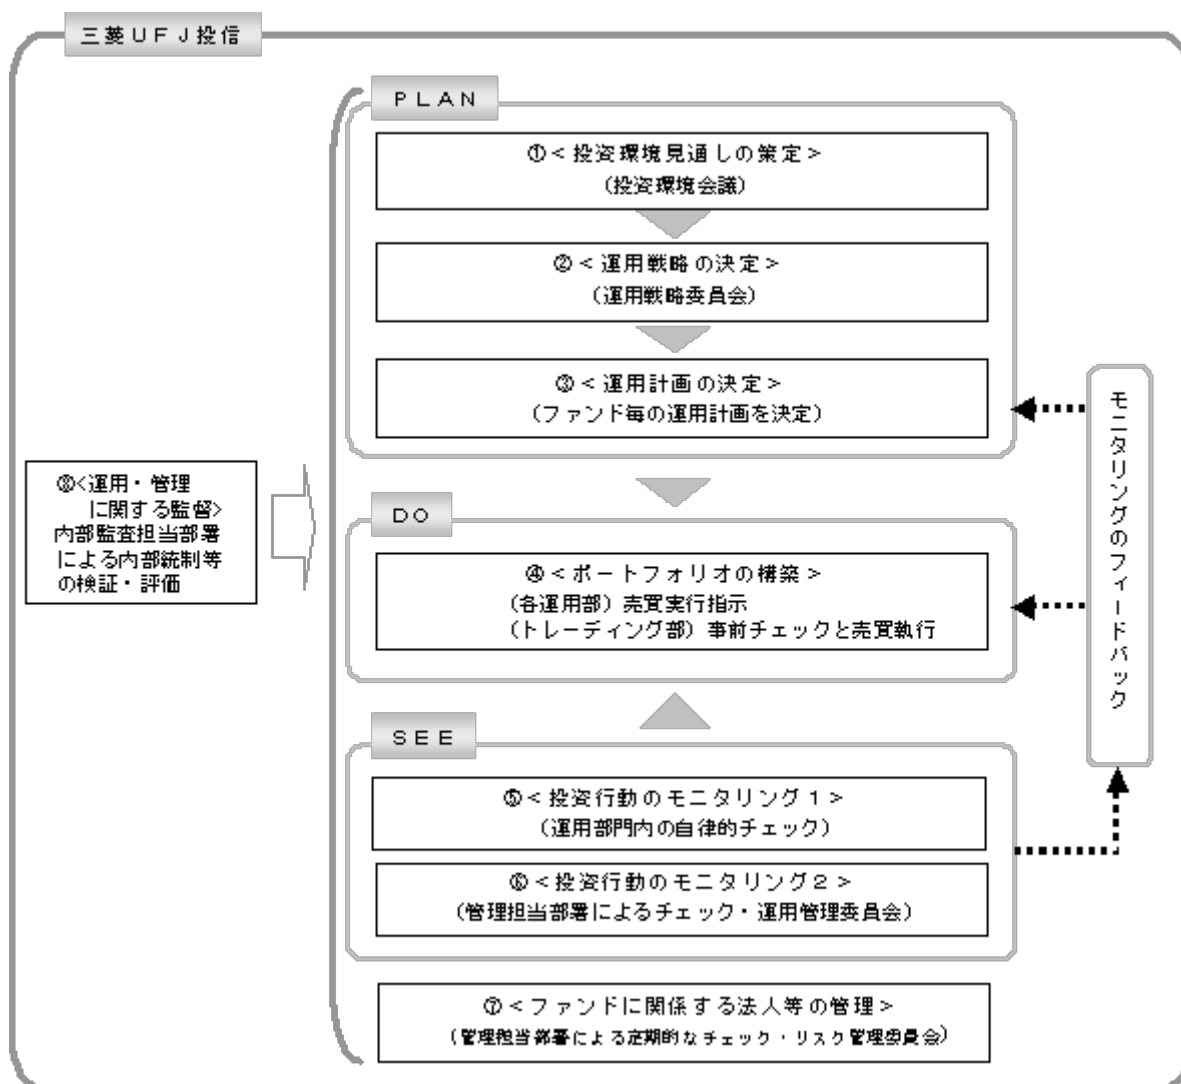 三菱ＵＦＪ投信
ＰＬＡＮ
①＜投資環境見通しの策定＞
（投資環境会議）
②＜運用戦略の決定＞
（運用戦略委員会）
③＜運用計画の決定＞
（ファンド毎の運用計画を決定）
⑧<運用・管理
に関する監督>
内部監査担当部署
による内部統制等
の検証・評価
ＤＯ
④＜ポートフォリオの構築＞
（各運用部）売買実行指示
（トレーディング部）事前チェックと売買執行
ＳＥＥ
⑤＜投資行動のモニタリング１＞
（運用部門内の自律的チェック）
⑥＜投資行動のモニタリング２＞
（管理担当部署によるチェック・運用管理委員会）
⑦＜ファンドに関係する法人等の管理＞
（管理担当部署による定期的なチェック・リスク管理委員会）
モニタリングのフィードバック